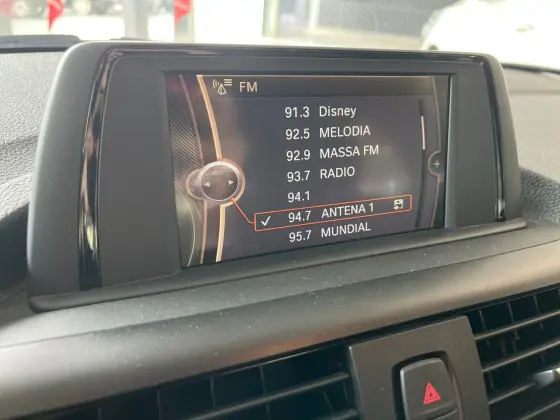 FM
91.3 Disney
92.5 MELODIA
92.9 MASSA FM
93.7 RADIO
94.1
94.7 ANTENA 1
95.7 MUNDIAL